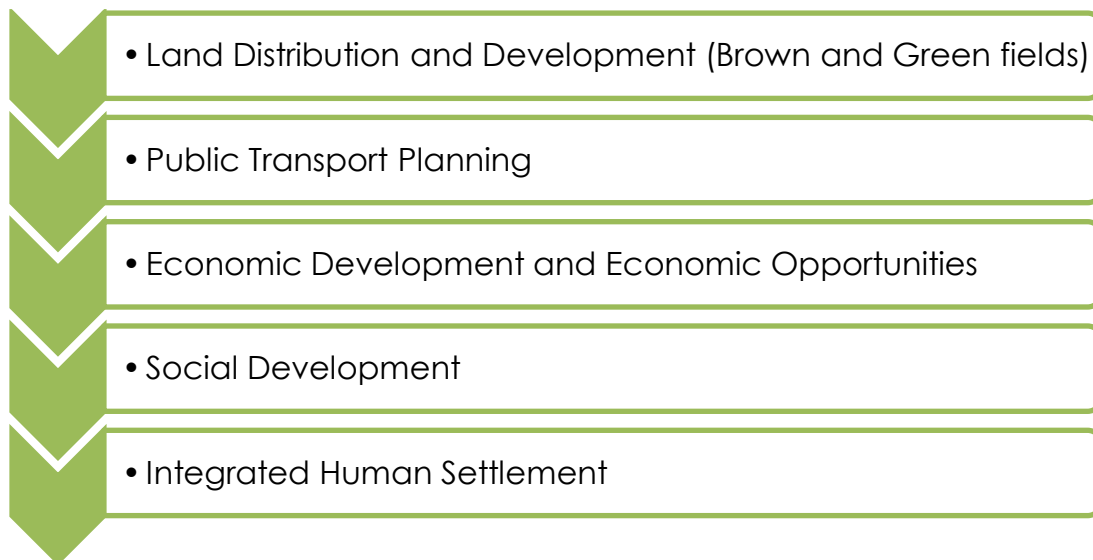 • Land Distribution and Development (Brown and Green fields)
• Public Transport Planning
• Economic Development and Economic Opportunities
• Social Development
• Integrated Human Settlement